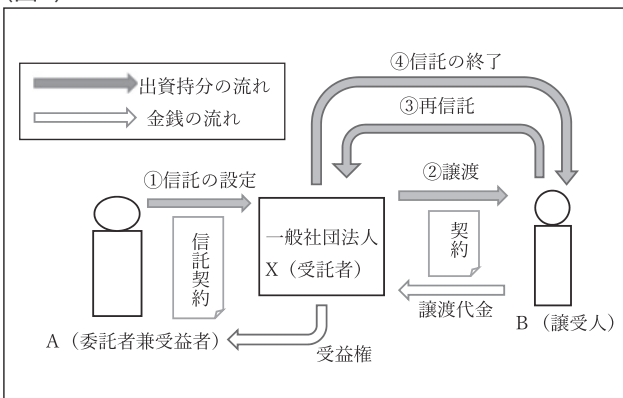 ④信託の終了
出資持分の流れ
金銭の流れ
③再信託
①信託の設定
②譲渡
信託契約
一般社団法人
X（受託者）
契約
譲渡代金
A（委託者兼受益者）
B（譲受人）
受益権